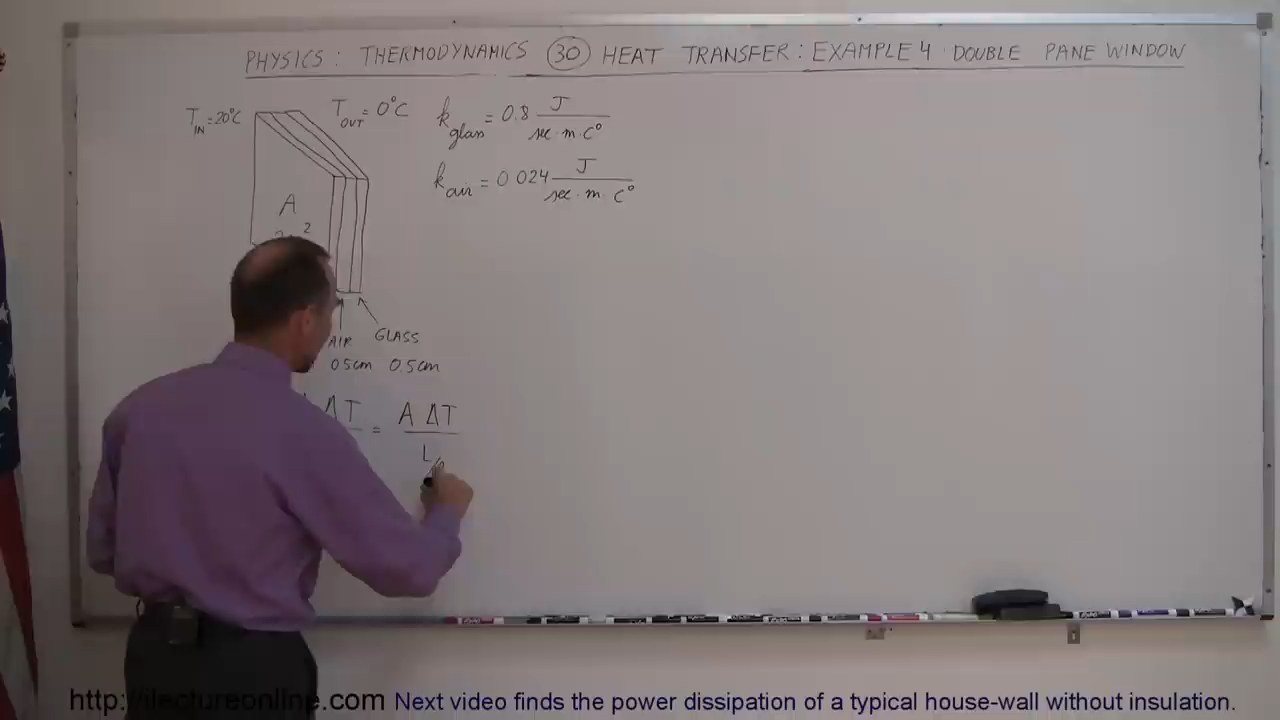 PHYSICS: THERMODYNAMICS 30 HEAT TRANSFER: EXAMPLE 4 DOUBLE PANE WINDOW
T_IN = 20°C
T_OUT = 0°C
k_glass = 0.8 J / sec·m·C°
k_air = 0.024 J / sec·m·C°
A
AIR GLASS
0.5cm 0.5cm
ΔT = A ΔT
L/
http://ilectureonline.com Next video finds the power dissipation of a typical house-wall without insulation.